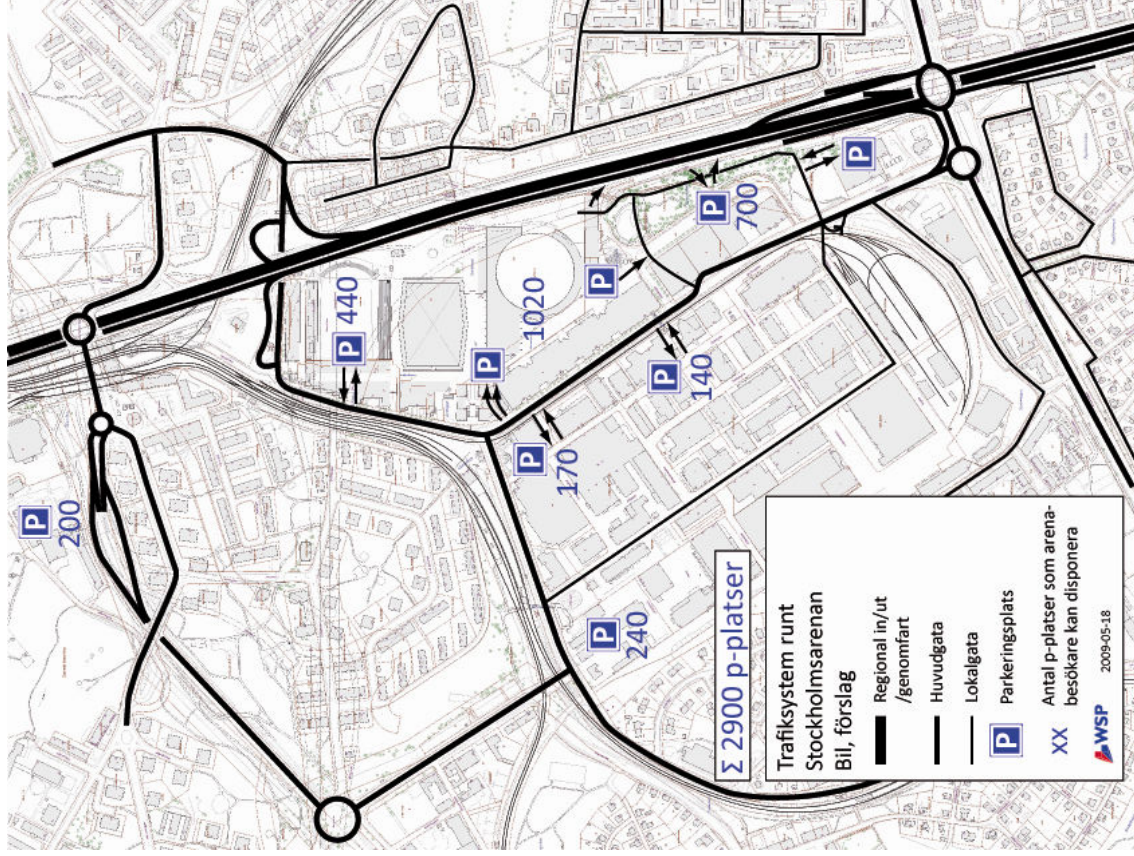 P
200
P
440
P
1020
P
P
700
P
P
140
P
170
P
240
Σ 2900 p-platser
Trafiksystem runt
Stockholmsarenan
Bil, förslag
Regional in/ut
/genomfart
Huvudgata
Lokalgata
P
Parkeringsplats
XX
Antal p-platser som arena-
besökare kan disponera
WSP
2009-05-18